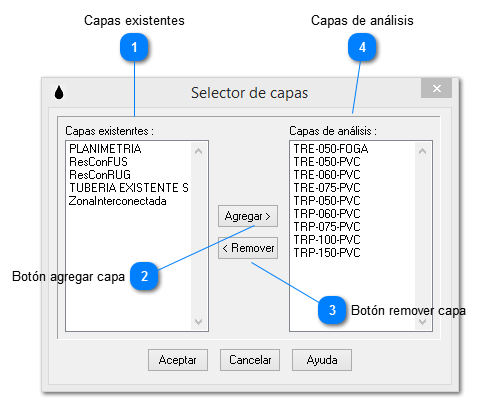 Capas existentes
Capas de análisis
1
4
Selector de capas
Capas existenrtes :
Capas de análisis :
PLANIMETRIA
ResConFUS
ResConRUG
TUBERIA EXISTENTE S
ZonaInterconectada
TRE-050-FOGA
TRE-050-PVC
TRE-060-PVC
TRE-075-PVC
TRP-050-PVC
TRP-060-PVC
TRP-075-PVC
TRP-100-PVC
TRP-150-PVC
Agregar >
< Remover
Botón agregar capa
2
3
Botón remover capa
Aceptar
Cancelar
Ayuda